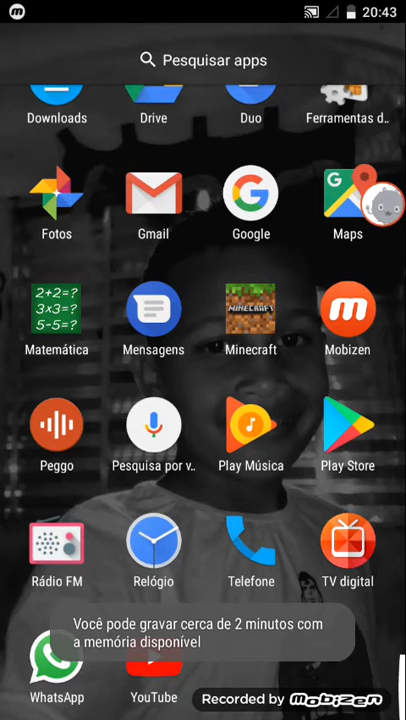 20:43
Pesquisar apps
Downloads
Drive
Duo
Ferramentas d..
Fotos
Gmail
Google
Maps
2+2=?
3x3=?
5-5=?
MINECRAFT
Matemática
Mensagens
Minecraft
Mobizen
Peggo
Pesquisa por v..
Play Música
Play Store
Rádio FM
Relógio
Telefone
TV digital
Você pode gravar cerca de 2 minutos com
a memória disponível
WhatsApp
YouTube
Recorded by mobizen